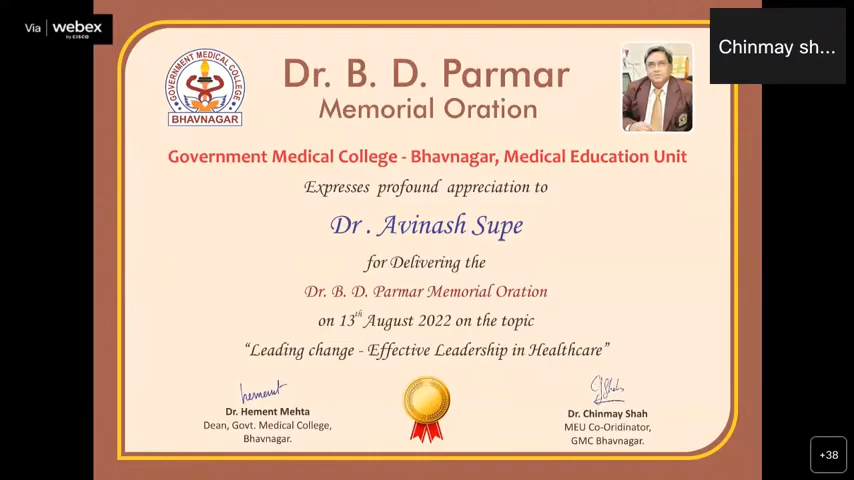 Via webex
by CISCO
Chinmay sh...
GOVERNMENT MEDICAL COLLEGE
BHAVNAGAR
Dr. B. D. Parmar
Memorial Oration
Government Medical College - Bhavnagar, Medical Education Unit
Expresses profound appreciation to
Dr . Avinash Supe
for Delivering the
Dr. B. D. Parmar Memorial Oration
on 13th August 2022 on the topic
“Leading change - Effective Leadership in Healthcare”
hement
Dr. Hement Mehta
Dean, Govt. Medical College,
Bhavnagar.
Dr. Chinmay Shah
MEU Co-Oridinator,
GMC Bhavnagar.
+38